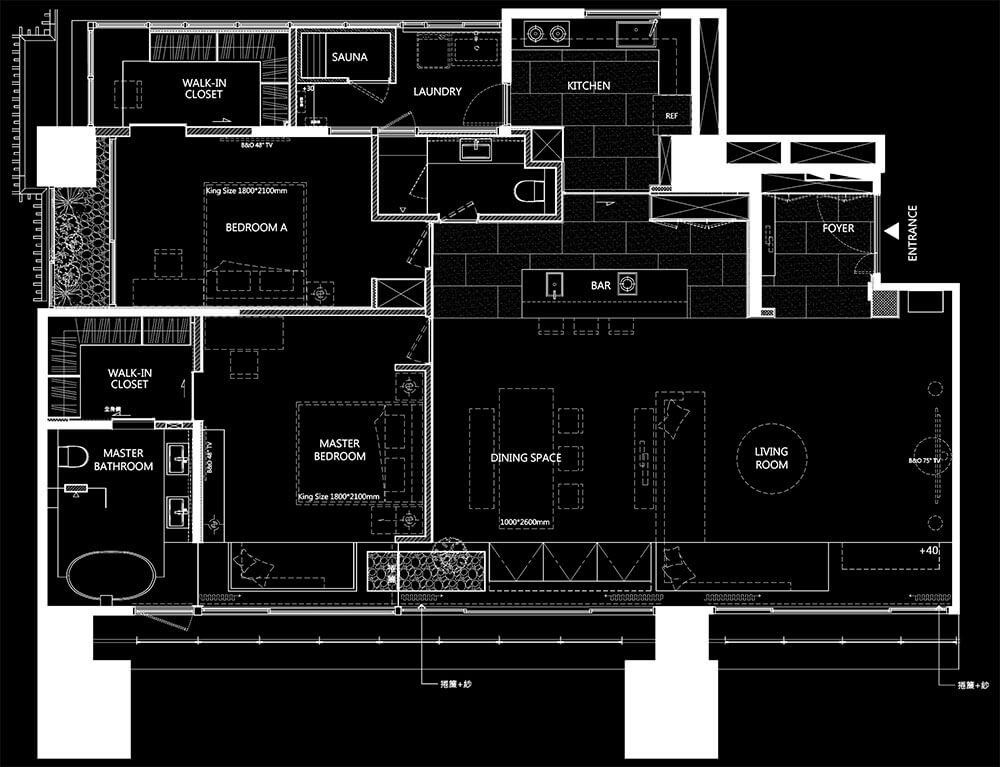 SAUNA
WALK-IN
CLOSET
LAUNDRY
+30
KITCHEN
REF
B&O 48" TV
King Size 1800*2100mm
BEDROOM A
FOYER
ENTRANCE
BAR
WALK-IN
CLOSET
全身鏡
MASTER
BATHROOM
B&O 48" TV
MASTER
BEDROOM
King Size 1800*2100mm
DINING SPACE
1000*2600mm
LIVING
ROOM
B&O 75" TV
+40
捲簾+紗
捲簾+紗